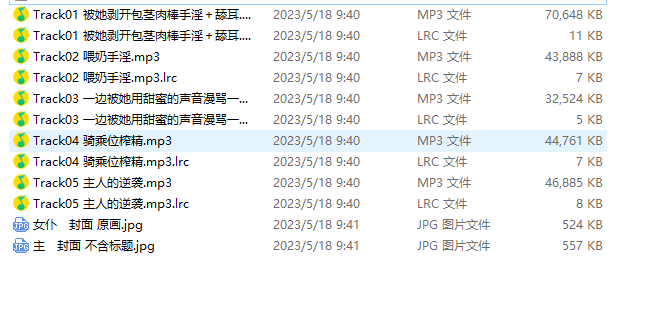 Track01 被她剥开包茎肉棒手淫＋舔耳.... 2023/5/18 9:40 MP3 文件 70,648 KB
Track01 被她剥开包茎肉棒手淫＋舔耳.... 2023/5/18 9:40 LRC 文件 11 KB
Track02 喂奶手淫.mp3 2023/5/18 9:40 MP3 文件 43,888 KB
Track02 喂奶手淫.mp3.lrc 2023/5/18 9:40 LRC 文件 7 KB
Track03 一边被她用甜蜜的声音漫骂一... 2023/5/18 9:40 MP3 文件 32,524 KB
Track03 一边被她用甜蜜的声音漫骂一... 2023/5/18 9:40 LRC 文件 5 KB
Track04 骑乘位榨精.mp3 2023/5/18 9:40 MP3 文件 44,761 KB
Track04 骑乘位榨精.mp3.lrc 2023/5/18 9:40 LRC 文件 7 KB
Track05 主人的逆袭.mp3 2023/5/18 9:40 MP3 文件 46,885 KB
Track05 主人的逆袭.mp3.lrc 2023/5/18 9:40 LRC 文件 8 KB
JPG 女仆　封面 原画.jpg 2023/5/18 9:41 JPG 图片文件 524 KB
JPG 主　封面 不含标题.jpg 2023/5/18 9:41 JPG 图片文件 557 KB